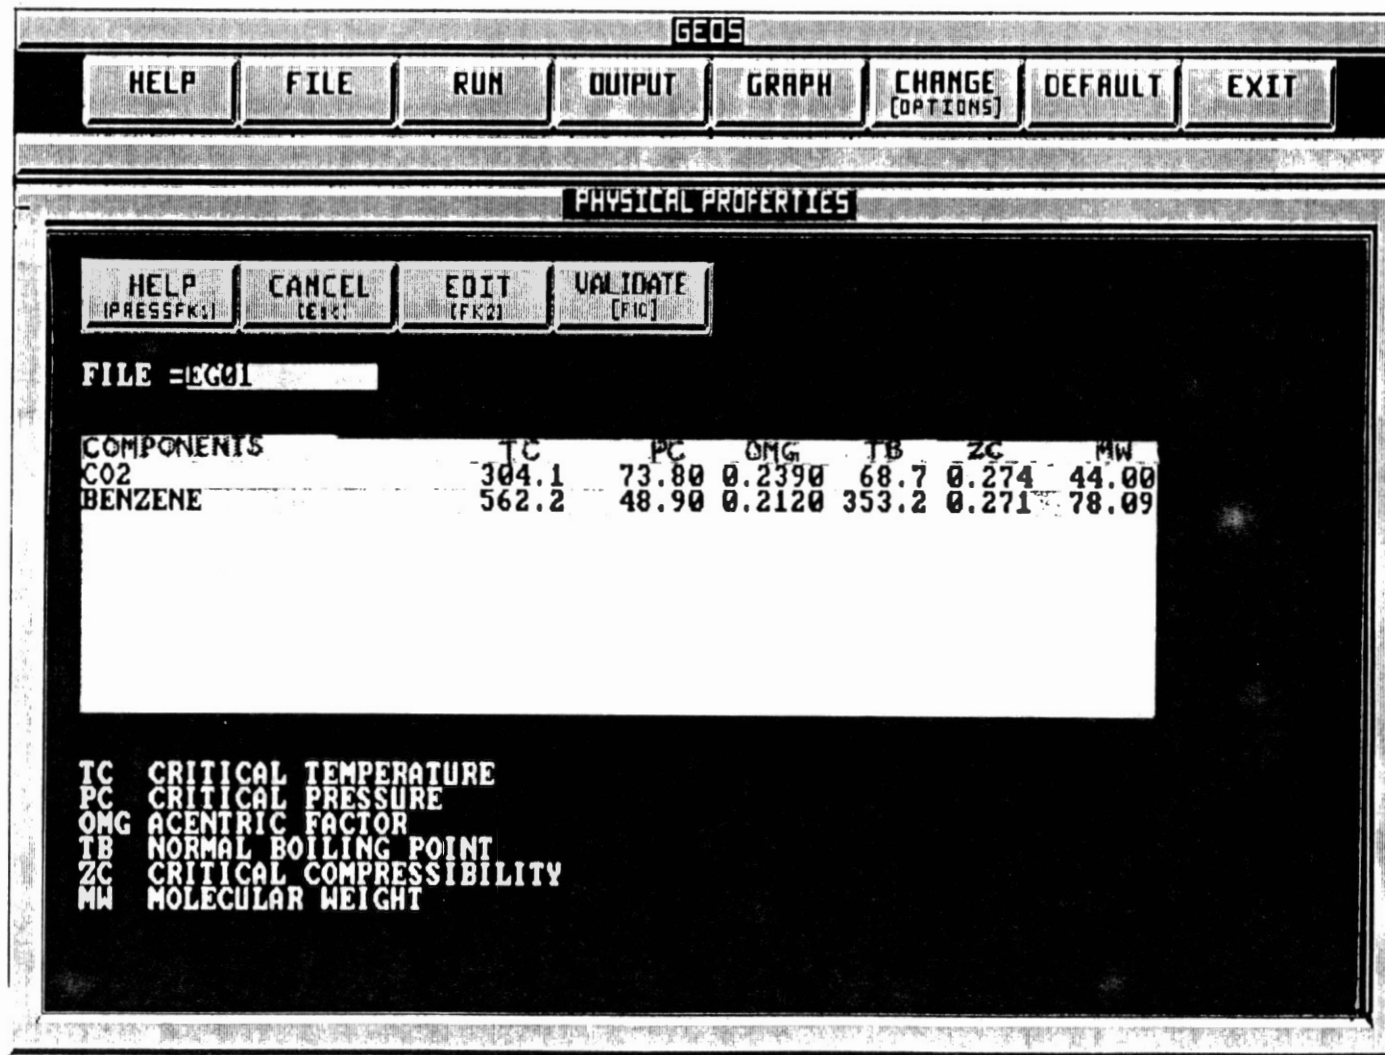 GEOS
HELP FILE RUN OUTPUT GRAPH CHANGE DEFAULT EXIT
[OPTIONS]
PHYSICAL PROPERTIES
HELP CANCEL EDIT VALIDATE
[PRESSFK1] [Esc] [FK2] [F10]
FILE =EG01
COMPONENTS TC PC OMG TB ZC MW
CO2 304.1 73.80 0.2390 68.7 0.274 44.00
BENZENE 562.2 48.90 0.2120 353.2 0.271 78.09
TC CRITICAL TEMPERATURE
PC CRITICAL PRESSURE
OMG ACENTRIC FACTOR
TB NORMAL BOILING POINT
ZC CRITICAL COMPRESSIBILITY
MW MOLECULAR WEIGHT